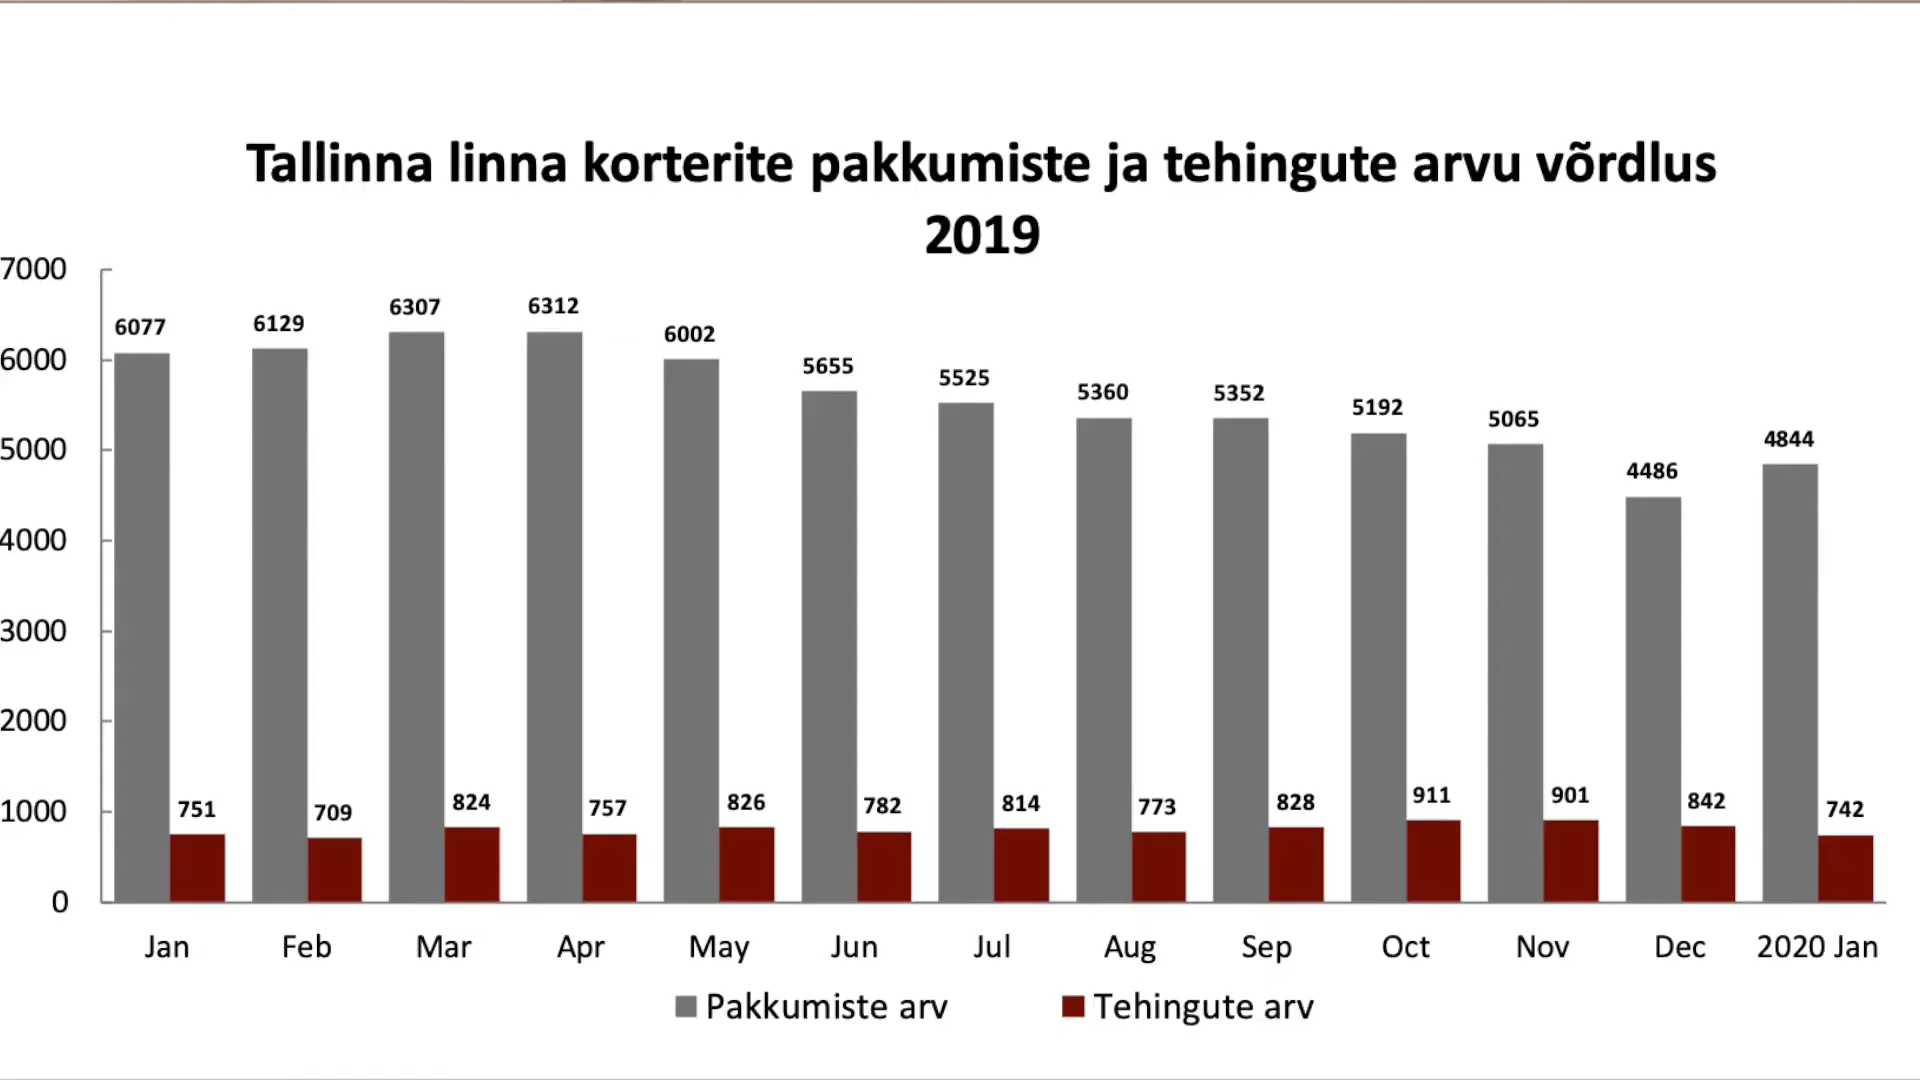 Tallinna linna korterite pakkumiste ja tehingute arvu võrdlus
2019
7000
6000
5000
4000
3000
2000
1000
0
6077 6129 6307 6312 6002 5655 5525 5360 5352 5192 5065 4486 4844
751 709 824 757 826 782 814 773 828 911 901 842 742
Jan Feb Mar Apr May Jun Jul Aug Sep Oct Nov Dec 2020 Jan
Pakkumiste arv Tehingute arv